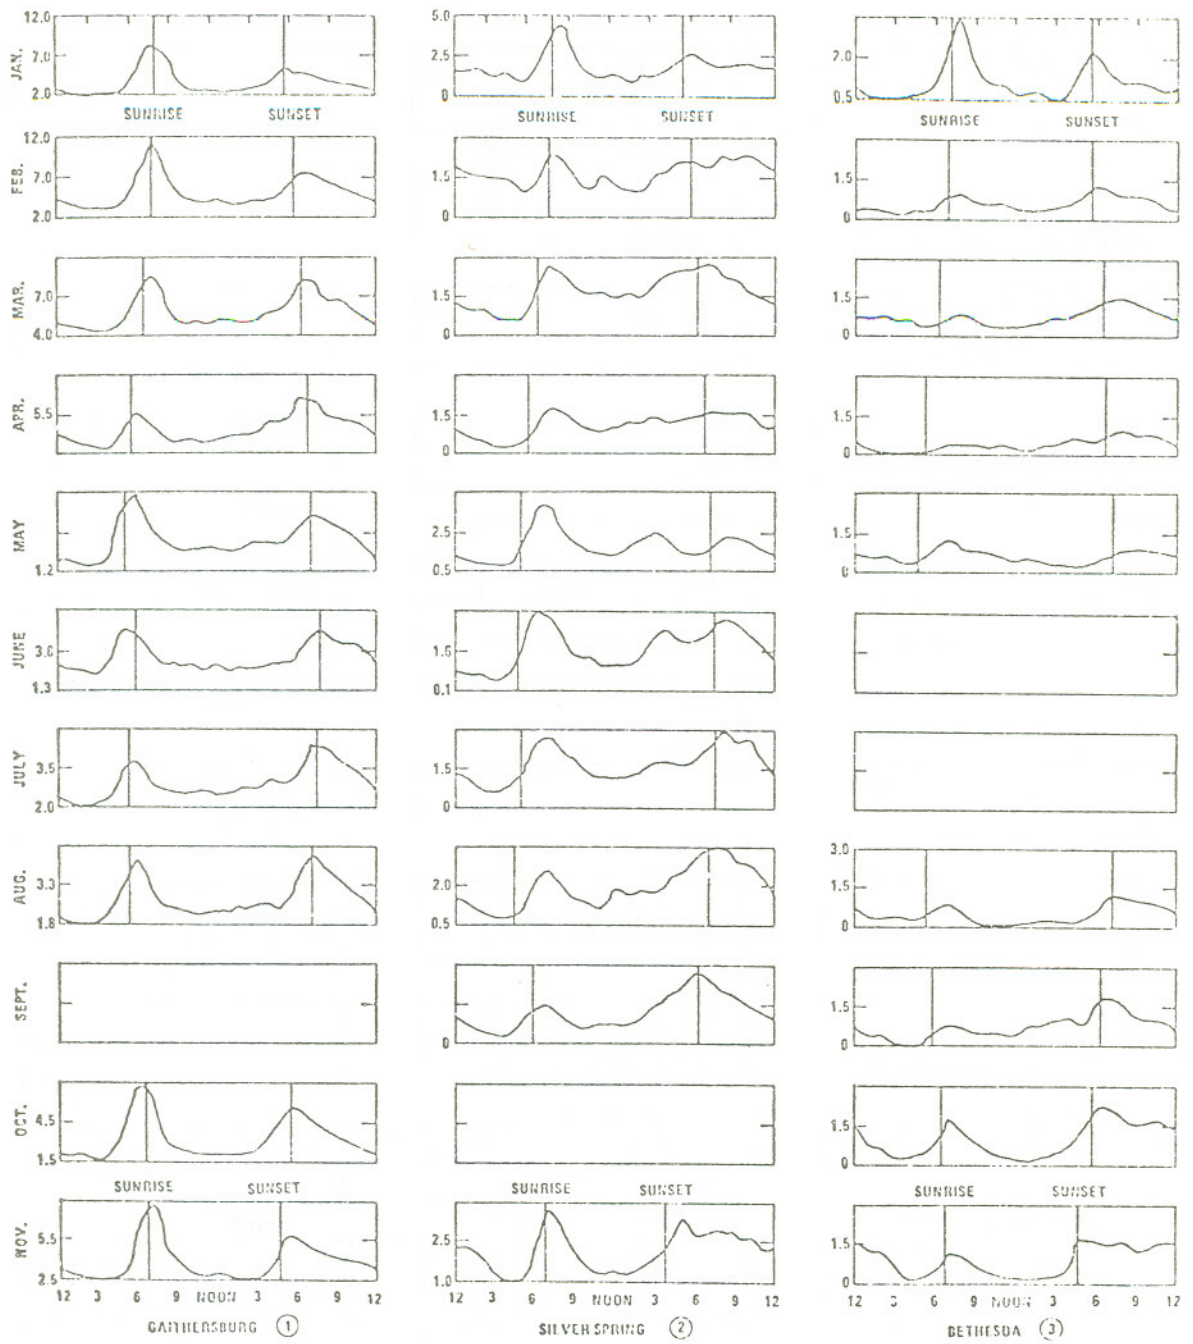 12.0 5.0
JAN. 7.0 2.5 7.0
2.0 0 0.5
SUNRISE SUNSET SUNRISE SUNSET SUNRISE SUNSET
12.0
FEB. 7.0 1.5 1.5
2.0 0 0
MAR. 7.0 1.5 1.5
4.0 0 0
APR. 5.5 1.5 1.5
0 0
MAY 2.5 1.5
1.2 0.5 0
JUNE 3.0 1.5
1.3 0.1
JULY 3.5 1.5
2.0 0
3.0
AUG. 3.3 2.0 1.5
1.8 0.5 0
SEPT. 1.5
0 0
OCT. 4.5 1.5
1.5 0
SUNRISE SUNSET SUNRISE SUNSET SUNRISE SUNSET
NOV. 5.5 2.5 1.5
2.5 1.0 0
12 3 6 9 NOON 3 6 9 12 12 3 6 9 NOON 3 6 9 12 12 3 6 9 NOON 3 6 9 12
GAITHERSBURG 1 SILVER SPRING 2 BETHESDA 3